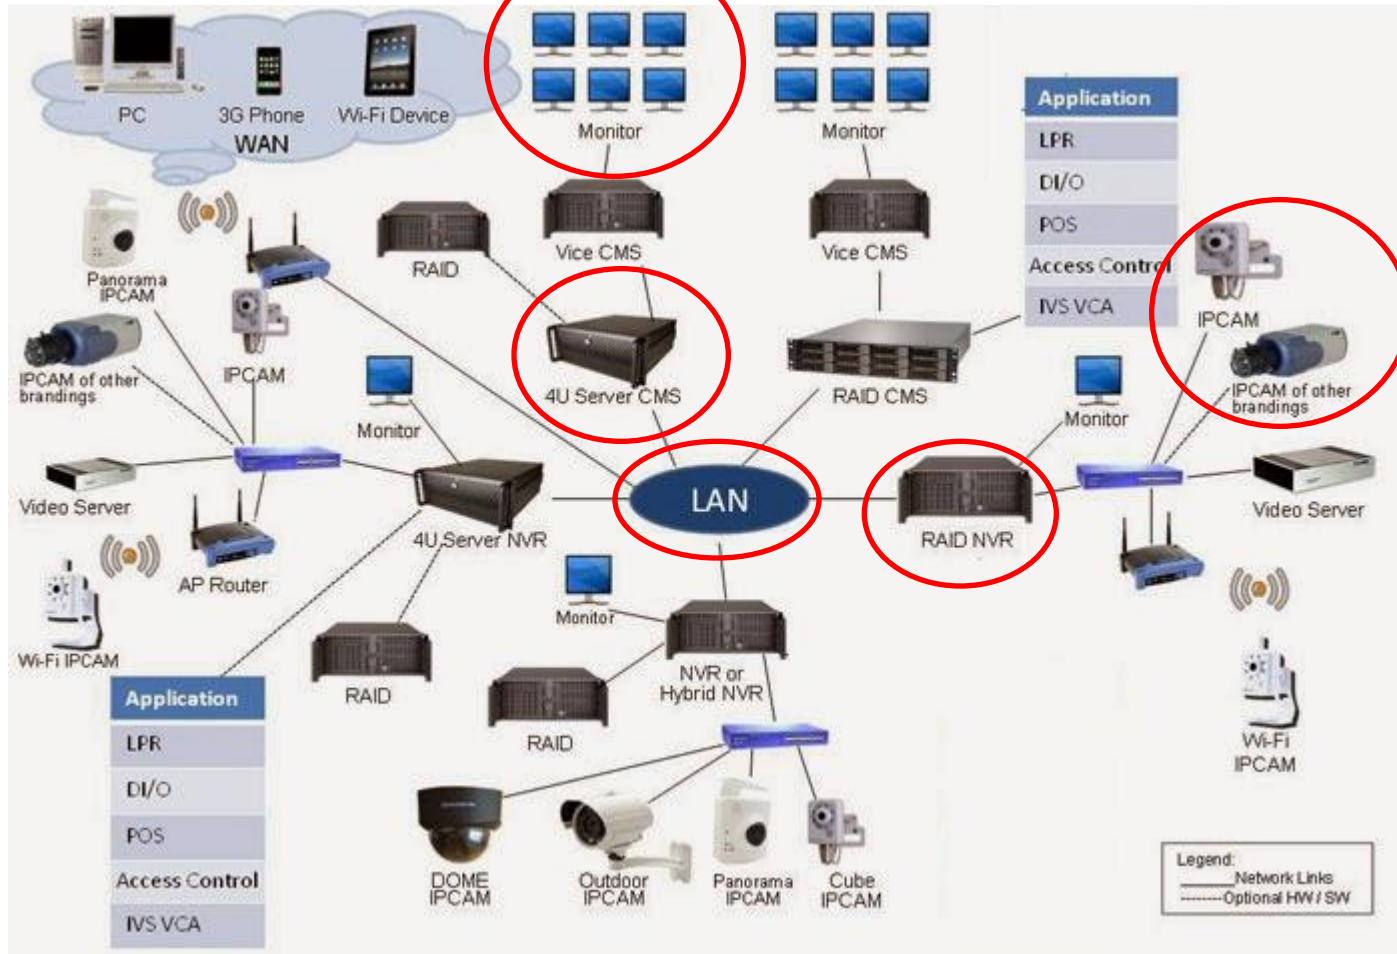 PC
3G Phone
Wi-Fi Device
WAN
Monitor
Monitor
Application
LPR
DI/O
POS
Access Control
IVS VCA
Vice CMS
Vice CMS
RAID
Panorama
IPCAM
IPCAM
IPCAM of other
brandings
4U Server CMS
RAID CMS
IPCAM
IPCAM of other
brandings
Monitor
Monitor
Video Server
AP Router
4U Server NVR
LAN
RAID NVR
Video Server
Wi-Fi IPCAM
Monitor
NVR or
Hybrid NVR
RAID
RAID
Application
LPR
DI/O
POS
Access Control
IVS VCA
Wi-Fi
IPCAM
DOME
IPCAM
Outdoor
IPCAM
Panorama
IPCAM
Cube
IPCAM
Legend:
Network Links
Optional HW / SW